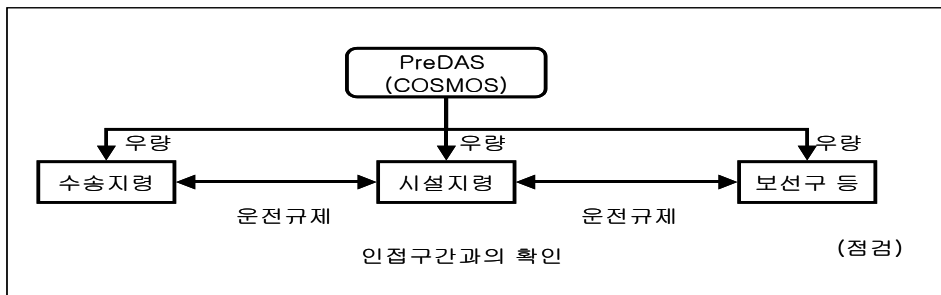 PreDAS
(COSMOS)
우량
우량
우량
수송지령
시설지령
보선구 등
운전규제
운전규제
인접구간과의 확인
(점검)